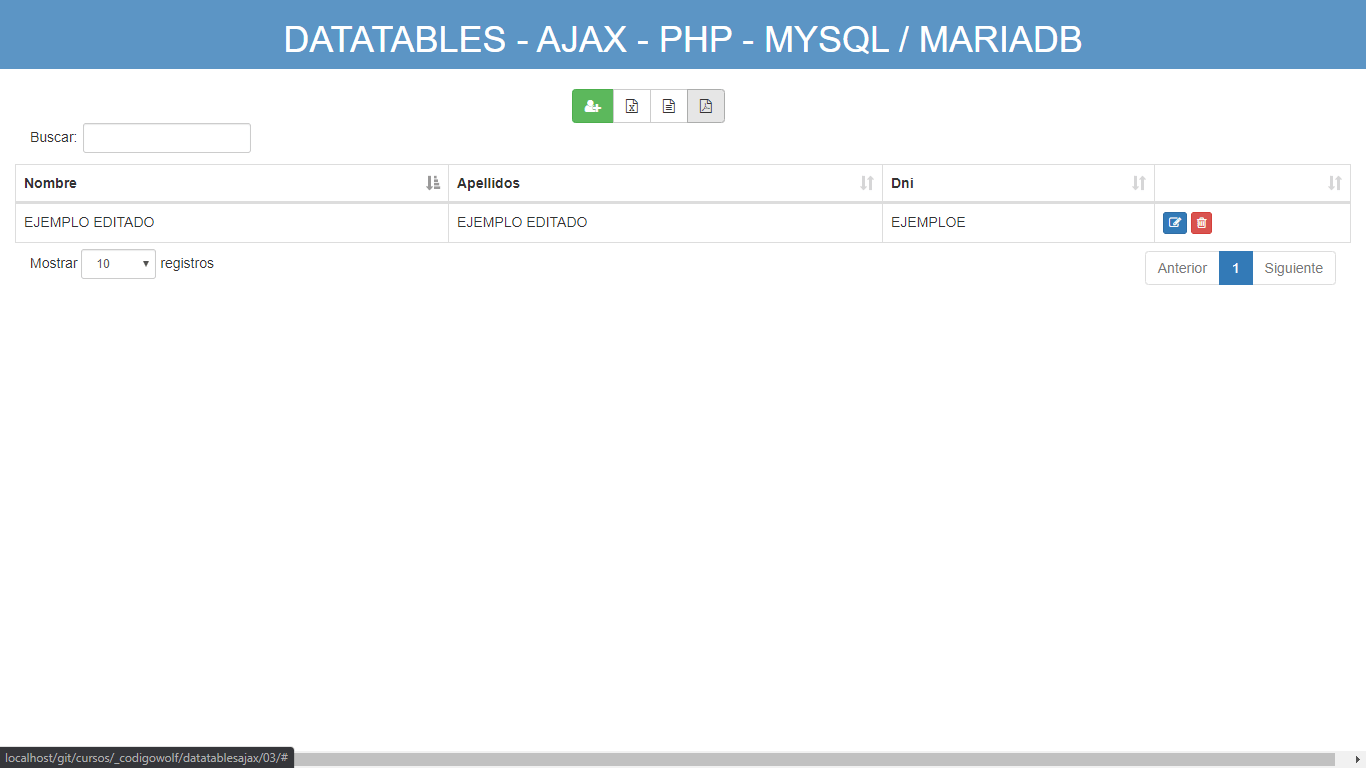 DATATABLES - AJAX - PHP - MYSQL / MARIADB
Buscar:
Nombre Apellidos Dni
EJEMPLO EDITADO EJEMPLO EDITADO EJEMPLOE
Mostrar 10 registros Anterior 1 Siguiente
localhost/git/cursos/_codigowolf/datatablesajax/03/#